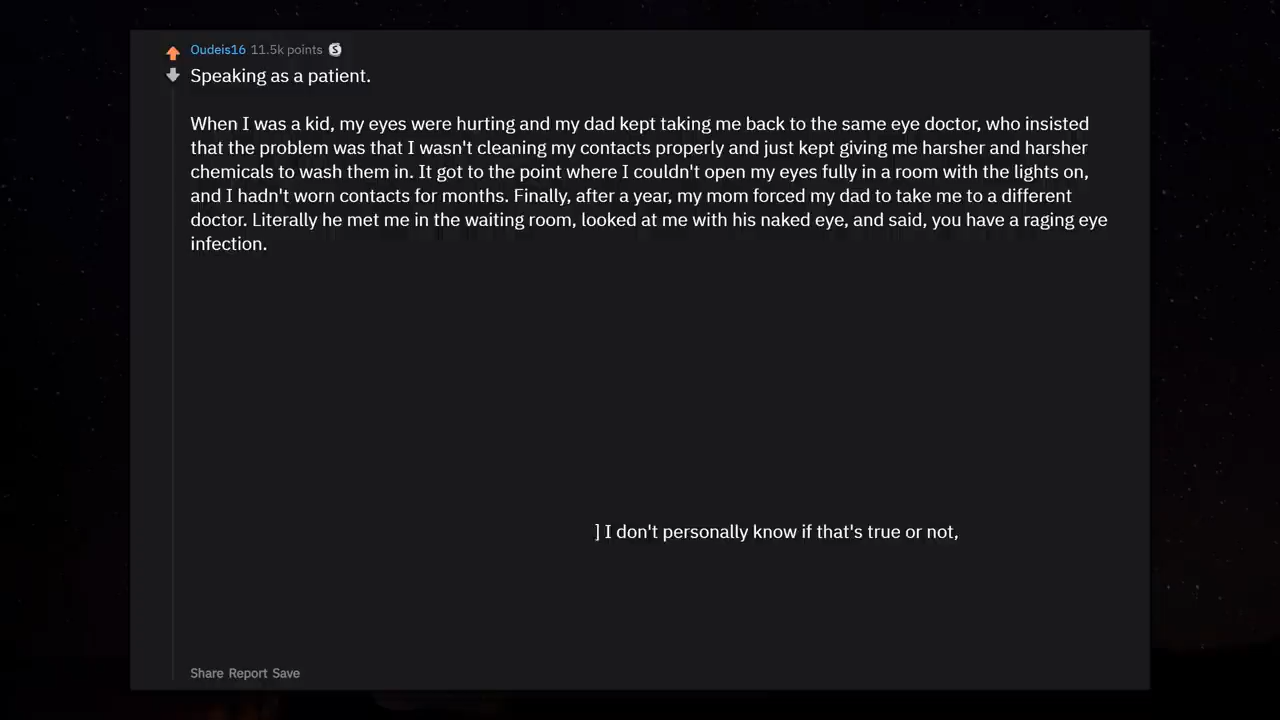 Oudeis16 11.5k points
Speaking as a patient.
When I was a kid, my eyes were hurting and my dad kept taking me back to the same eye doctor, who insisted
that the problem was that I wasn't cleaning my contacts properly and just kept giving me harsher and harsher
chemicals to wash them in. It got to the point where I couldn't open my eyes fully in a room with the lights on,
and I hadn't worn contacts for months. Finally, after a year, my mom forced my dad to take me to a different
doctor. Literally he met me in the waiting room, looked at me with his naked eye, and said, you have a raging eye
infection.
] I don't personally know if that's true or not,
Share Report Save